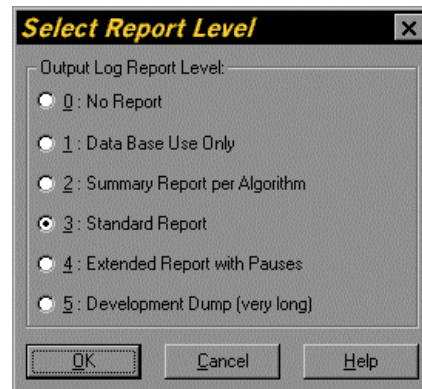 Select Report Level
Output Log Report Level:
0 : No Report
1 : Data Base Use Only
2 : Summary Report per Algorithm
3 : Standard Report
4 : Extended Report with Pauses
5 : Development Dump (very long)
OK Cancel Help